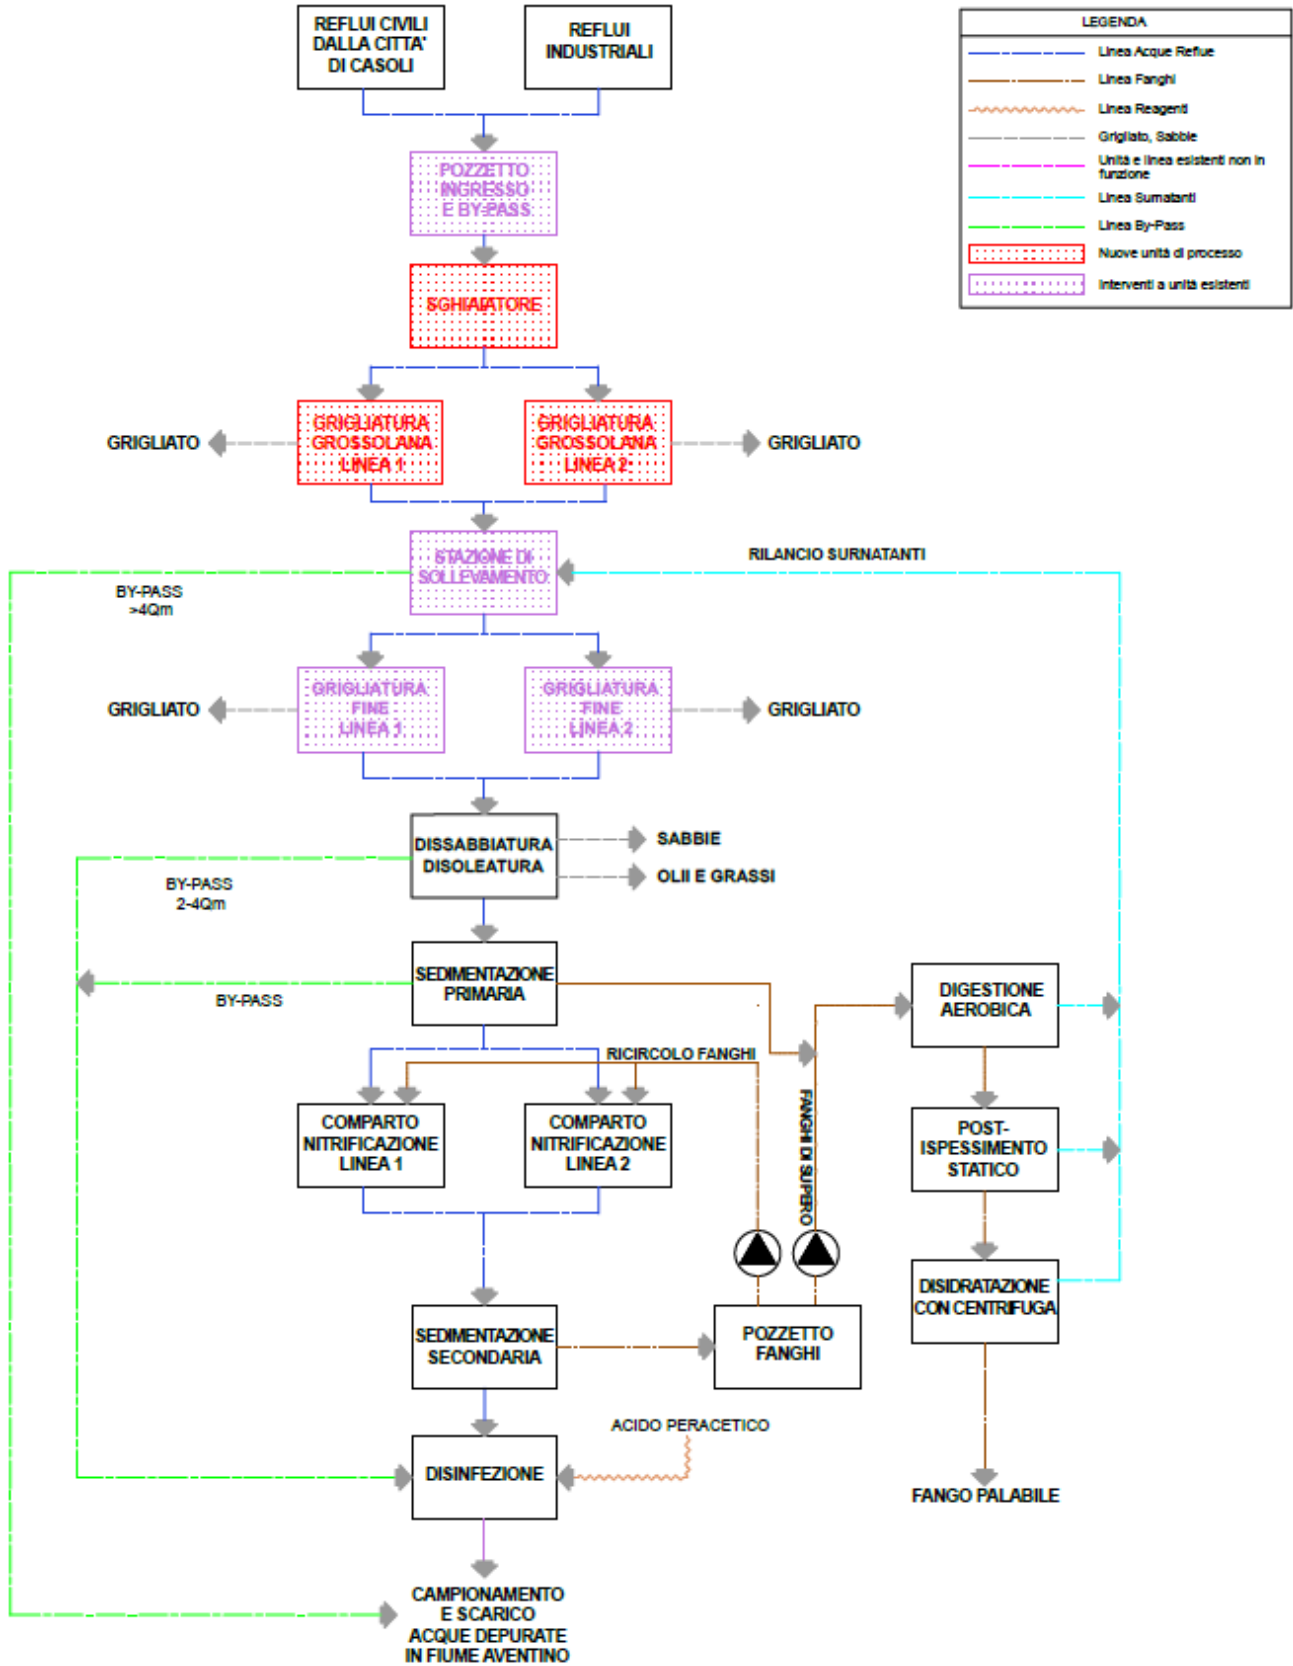 REFLUI CIVILI
DALLA CITTA'
DI CASOLI
REFLUI
INDUSTRIALI
LEGENDA
Linea Acque Reflue
Linea Fanghi
Linea Reagenti
Grigliato, Sabbie
Unità e linea esistenti non in
funzione
Linea Surnatanti
Linea By-Pass
Nuove unità di processo
Interventi a unità esistenti
POZZETTO
INGRESSO
E BY-PASS
SGHIAIATORE
GRIGLIATO
GRIGLIATURA
GROSSOLANA
LINEA 1
GRIGLIATURA
GROSSOLANA
LINEA 2
GRIGLIATO
STAZIONE DI
SOLLEVAMENTO
RILANCIO SURNATANTI
BY-PASS
>4Qm
GRIGLIATO
GRIGLIATURA
FINE
LINEA 1
GRIGLIATURA
FINE
LINEA 2
GRIGLIATO
DISSABBIATURA
DISOLEATURA
SABBIE
OLII E GRASSI
BY-PASS
2-4Qm
SEDIMENTAZIONE
PRIMARIA
BY-PASS
DIGESTIONE
AEROBICA
RICIRCOLO FANGHI
FANGHI DI SUPERO
COMPARTO
NITRIFICAZIONE
LINEA 1
COMPARTO
NITRIFICAZIONE
LINEA 2
POST-
ISPESSIMENTO
STATICO
DISIDRATAZIONE
CON CENTRIFUGA
SEDIMENTAZIONE
SECONDARIA
POZZETTO
FANGHI
ACIDO PERACETICO
DISINFEZIONE
FANGO PALABILE
CAMPIONAMENTO
E SCARICO
ACQUE DEPURATE
IN FIUME AVENTINO